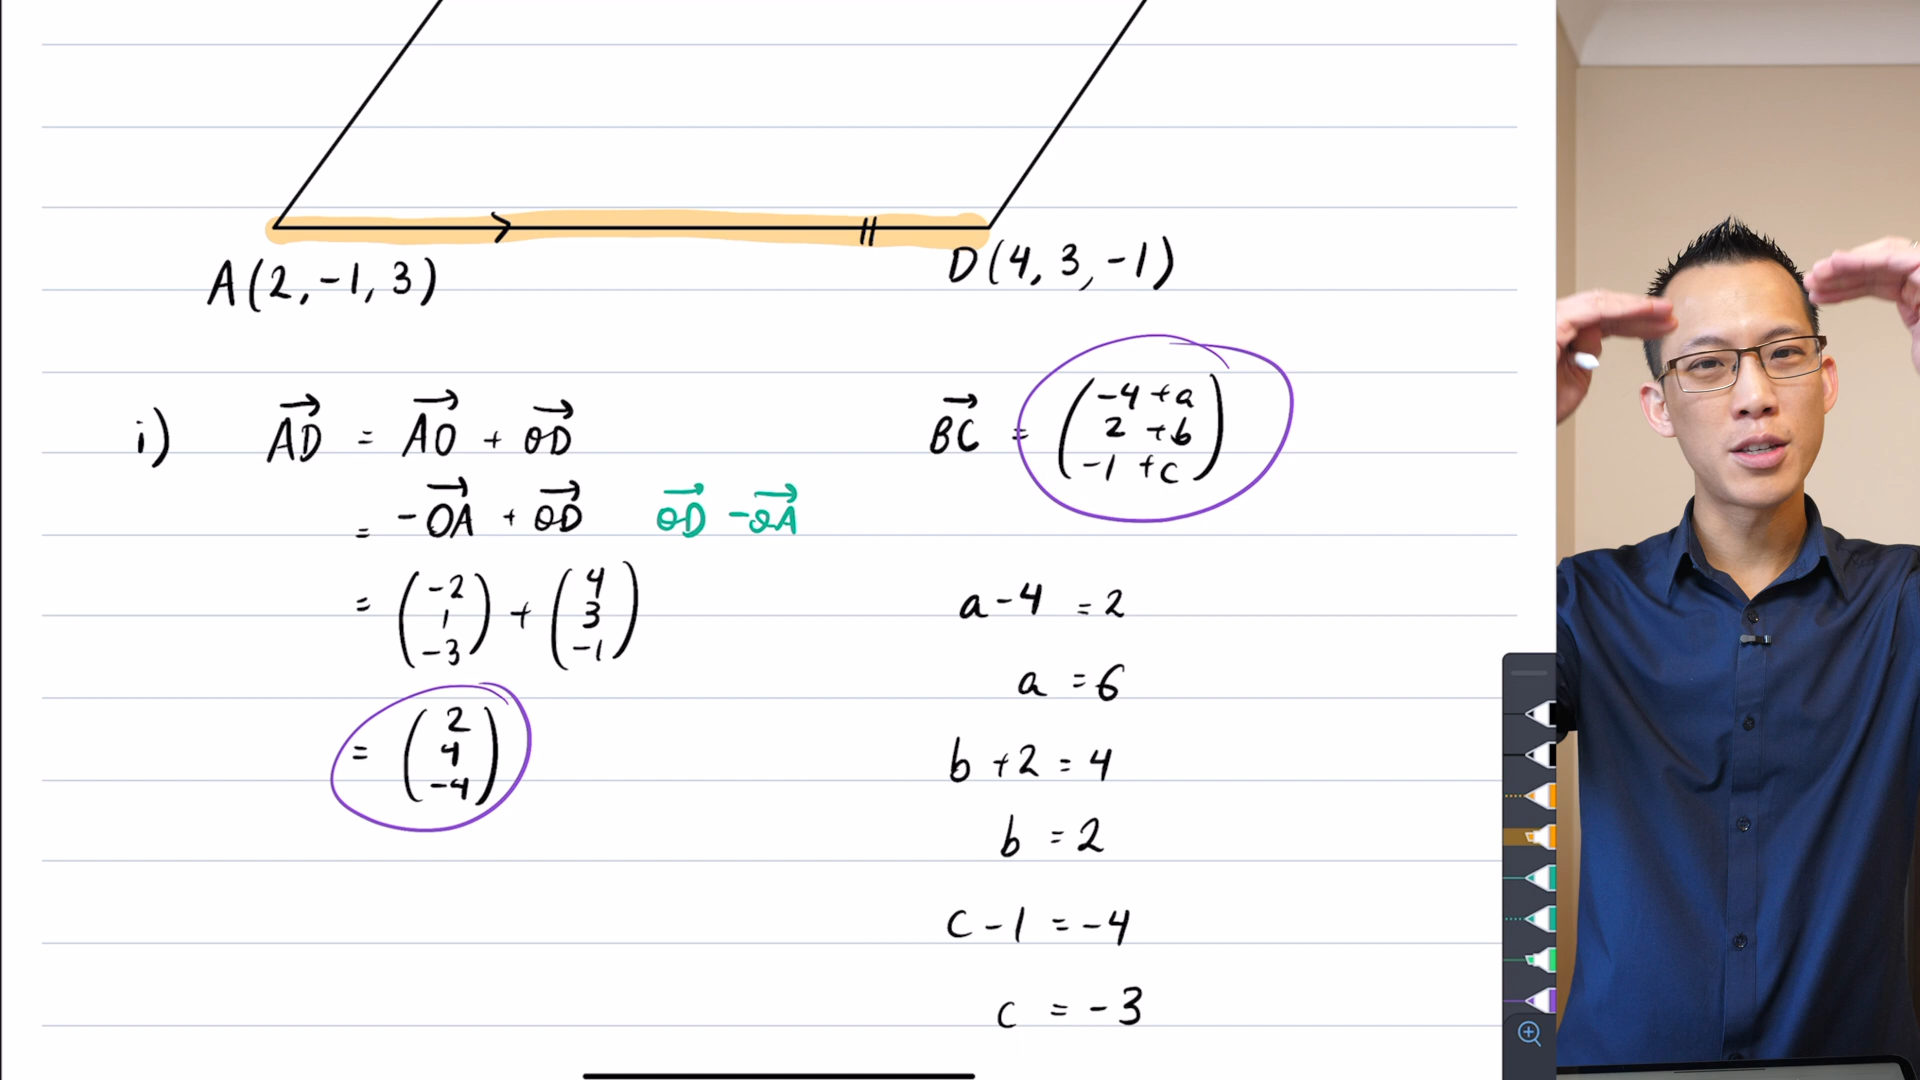 A(2, -1, 3)
D(4, 3, -1)
i) AD = AO + OD
= -OA + OD OD - OA
= (-2 1 -3) + (4 3 -1)
= (2 4 -4)
BC = (-4 + a 2 + b -1 + c)
a - 4 = 2
a = 6
b + 2 = 4
b = 2
c - 1 = -4
c = -3